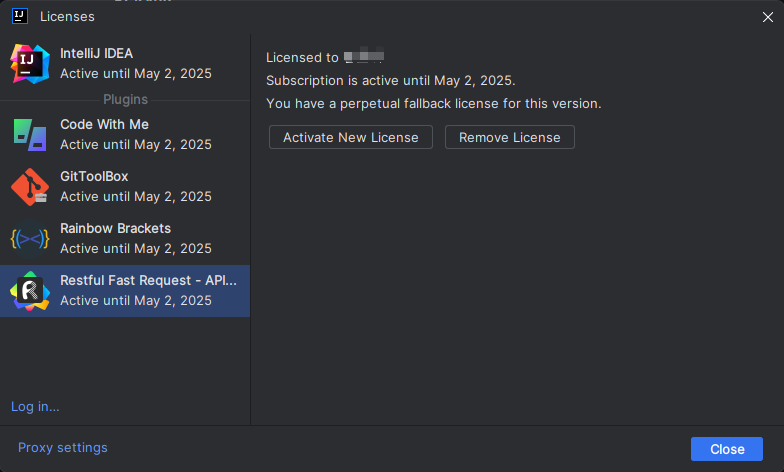 Licenses
IntelliJ IDEA
Active until May 2, 2025
Plugins
Code With Me
Active until May 2, 2025
GitToolBox
Active until May 2, 2025
Rainbow Brackets
Active until May 2, 2025
Restful Fast Request - API...
Active until May 2, 2025
Log in...
Licensed to
Subscription is active until May 2, 2025.
You have a perpetual fallback license for this version.
Activate New License
Remove License
Proxy settings
Close